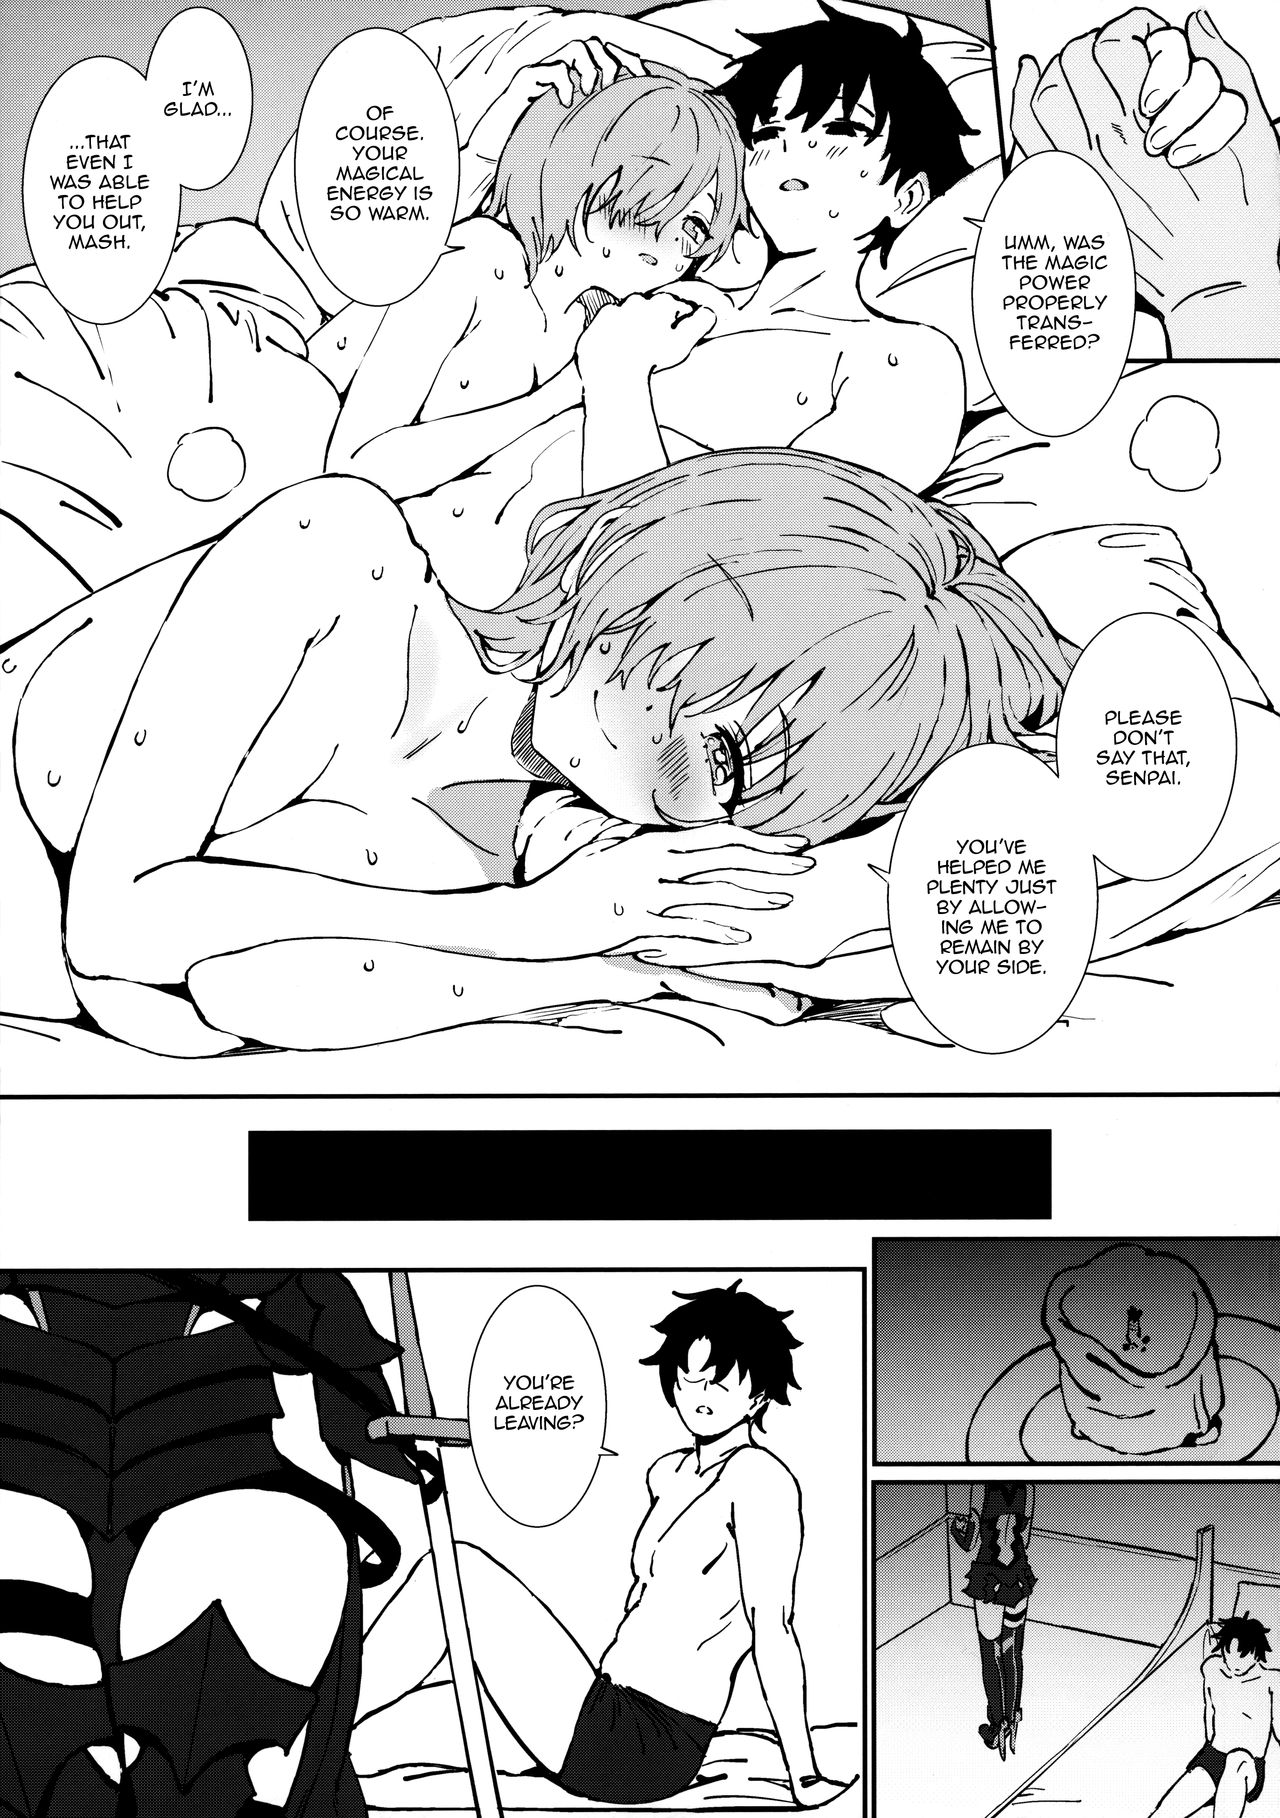 UMM, WAS
THE MAGIC
POWER
PROPERLY
TRANS-
FERRED?
OF
COURSE.
YOUR
MAGICAL
ENERGY IS
SO WARM.
I'M
GLAD...
...THAT
EVEN I
WAS ABLE
TO HELP
YOU OUT,
MASH.
PLEASE
DON'T
SAY THAT,
SENPAI.
YOU'VE
HELPED ME
PLENTY JUST
BY ALLOW-
ING ME TO
REMAIN BY
YOUR SIDE.
YOU'RE
ALREADY
LEAVING?